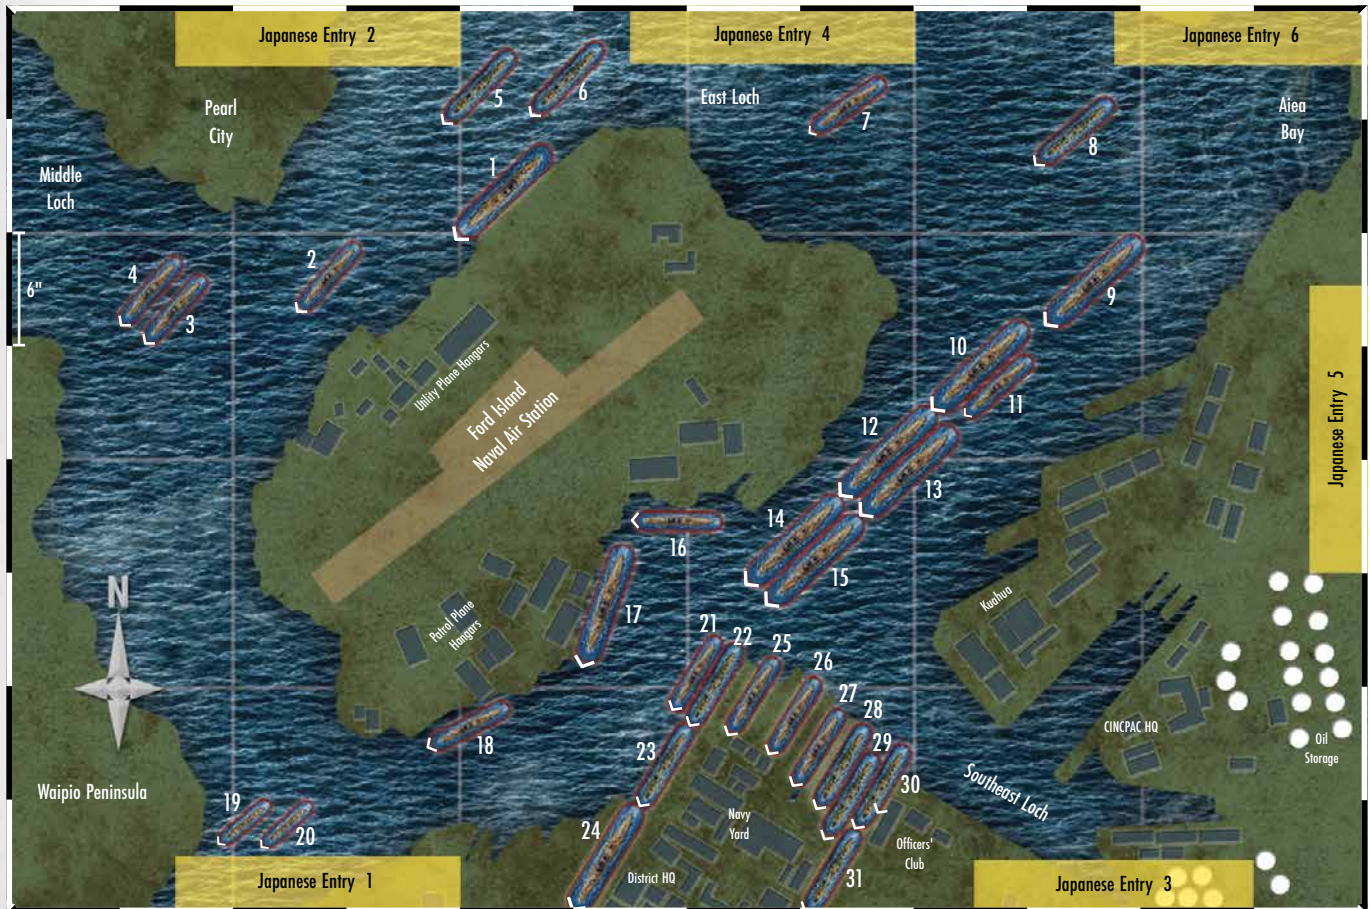 Japanese Entry 2
Japanese Entry 4
Japanese Entry 6
Pearl
City
5
6
East Loch
7
8
Aiea
Bay
Middle
Loch
1
6"
4
3
2
9
10
11
Utility Plane Hangars
Ford Island
Naval Air Station
12
13
Japanese Entry 5
14
15
16
17
N
Patrol Plane
Hangars
Kuahua
21
22
25
26
27
28
29
30
18
23
CINCPAC HQ
Oil
Storage
Waipio Peninsula
19
20
24
Navy
Yard
Officers'
Club
Southeast Loch
District HQ
31
Japanese Entry 1
Japanese Entry 3